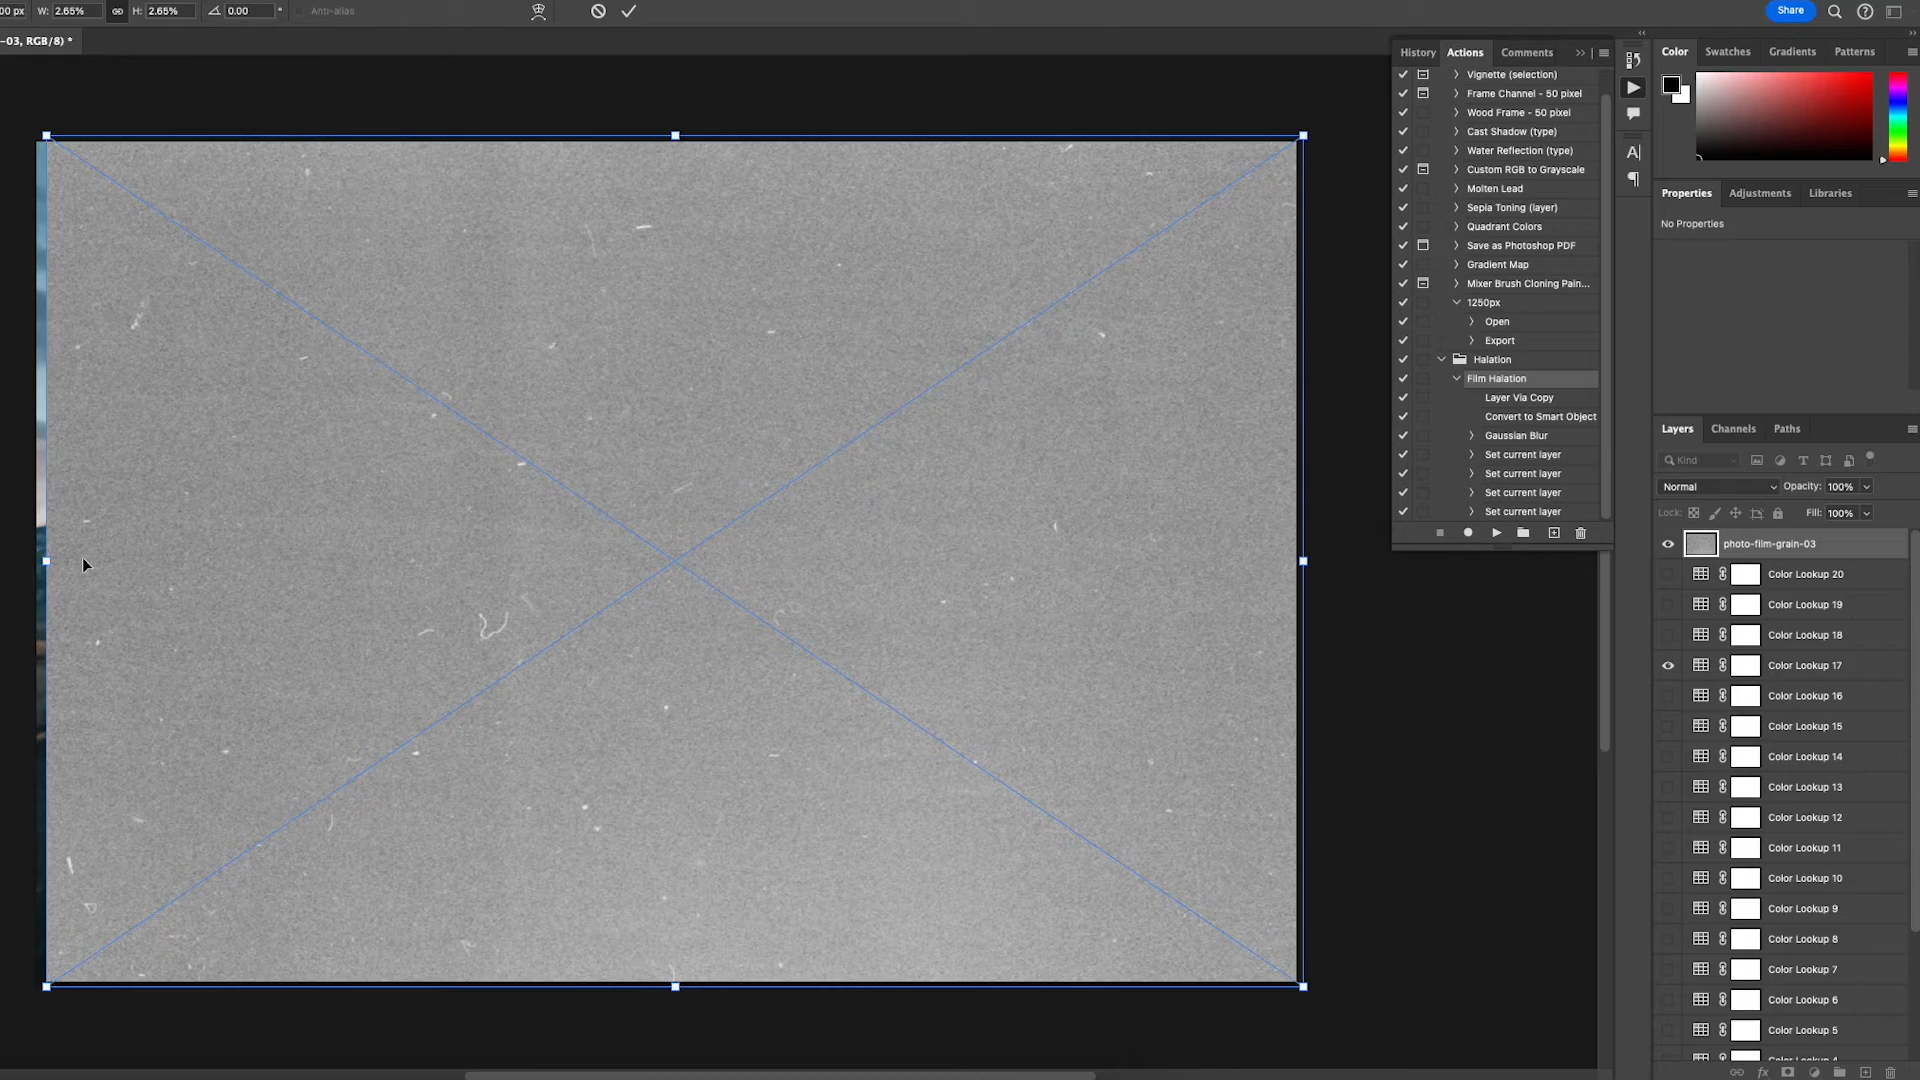 00 px W: 2.65% H: 2.65% 0.00 ° Anti-alias
Share
-03, RGB/8) *
History Actions Comments
Vignette (selection)
Frame Channel - 50 pixel
Wood Frame - 50 pixel
Cast Shadow (type)
Water Reflection (type)
Custom RGB to Grayscale
Molten Lead
Sepia Toning (layer)
Quadrant Colors
Save as Photoshop PDF
Gradient Map
Mixer Brush Cloning Pain...
1250px
Open
Export
Halation
Film Halation
Layer Via Copy
Convert to Smart Object
Gaussian Blur
Set current layer
Set current layer
Set current layer
Set current layer
Color Swatches Gradients Patterns
Properties Adjustments Libraries
No Properties
Layers Channels Paths
Kind
Normal Opacity: 100%
Lock: Fill: 100%
photo-film-grain-03
Color Lookup 20
Color Lookup 19
Color Lookup 18
Color Lookup 17
Color Lookup 16
Color Lookup 15
Color Lookup 14
Color Lookup 13
Color Lookup 12
Color Lookup 11
Color Lookup 10
Color Lookup 9
Color Lookup 8
Color Lookup 7
Color Lookup 6
Color Lookup 5